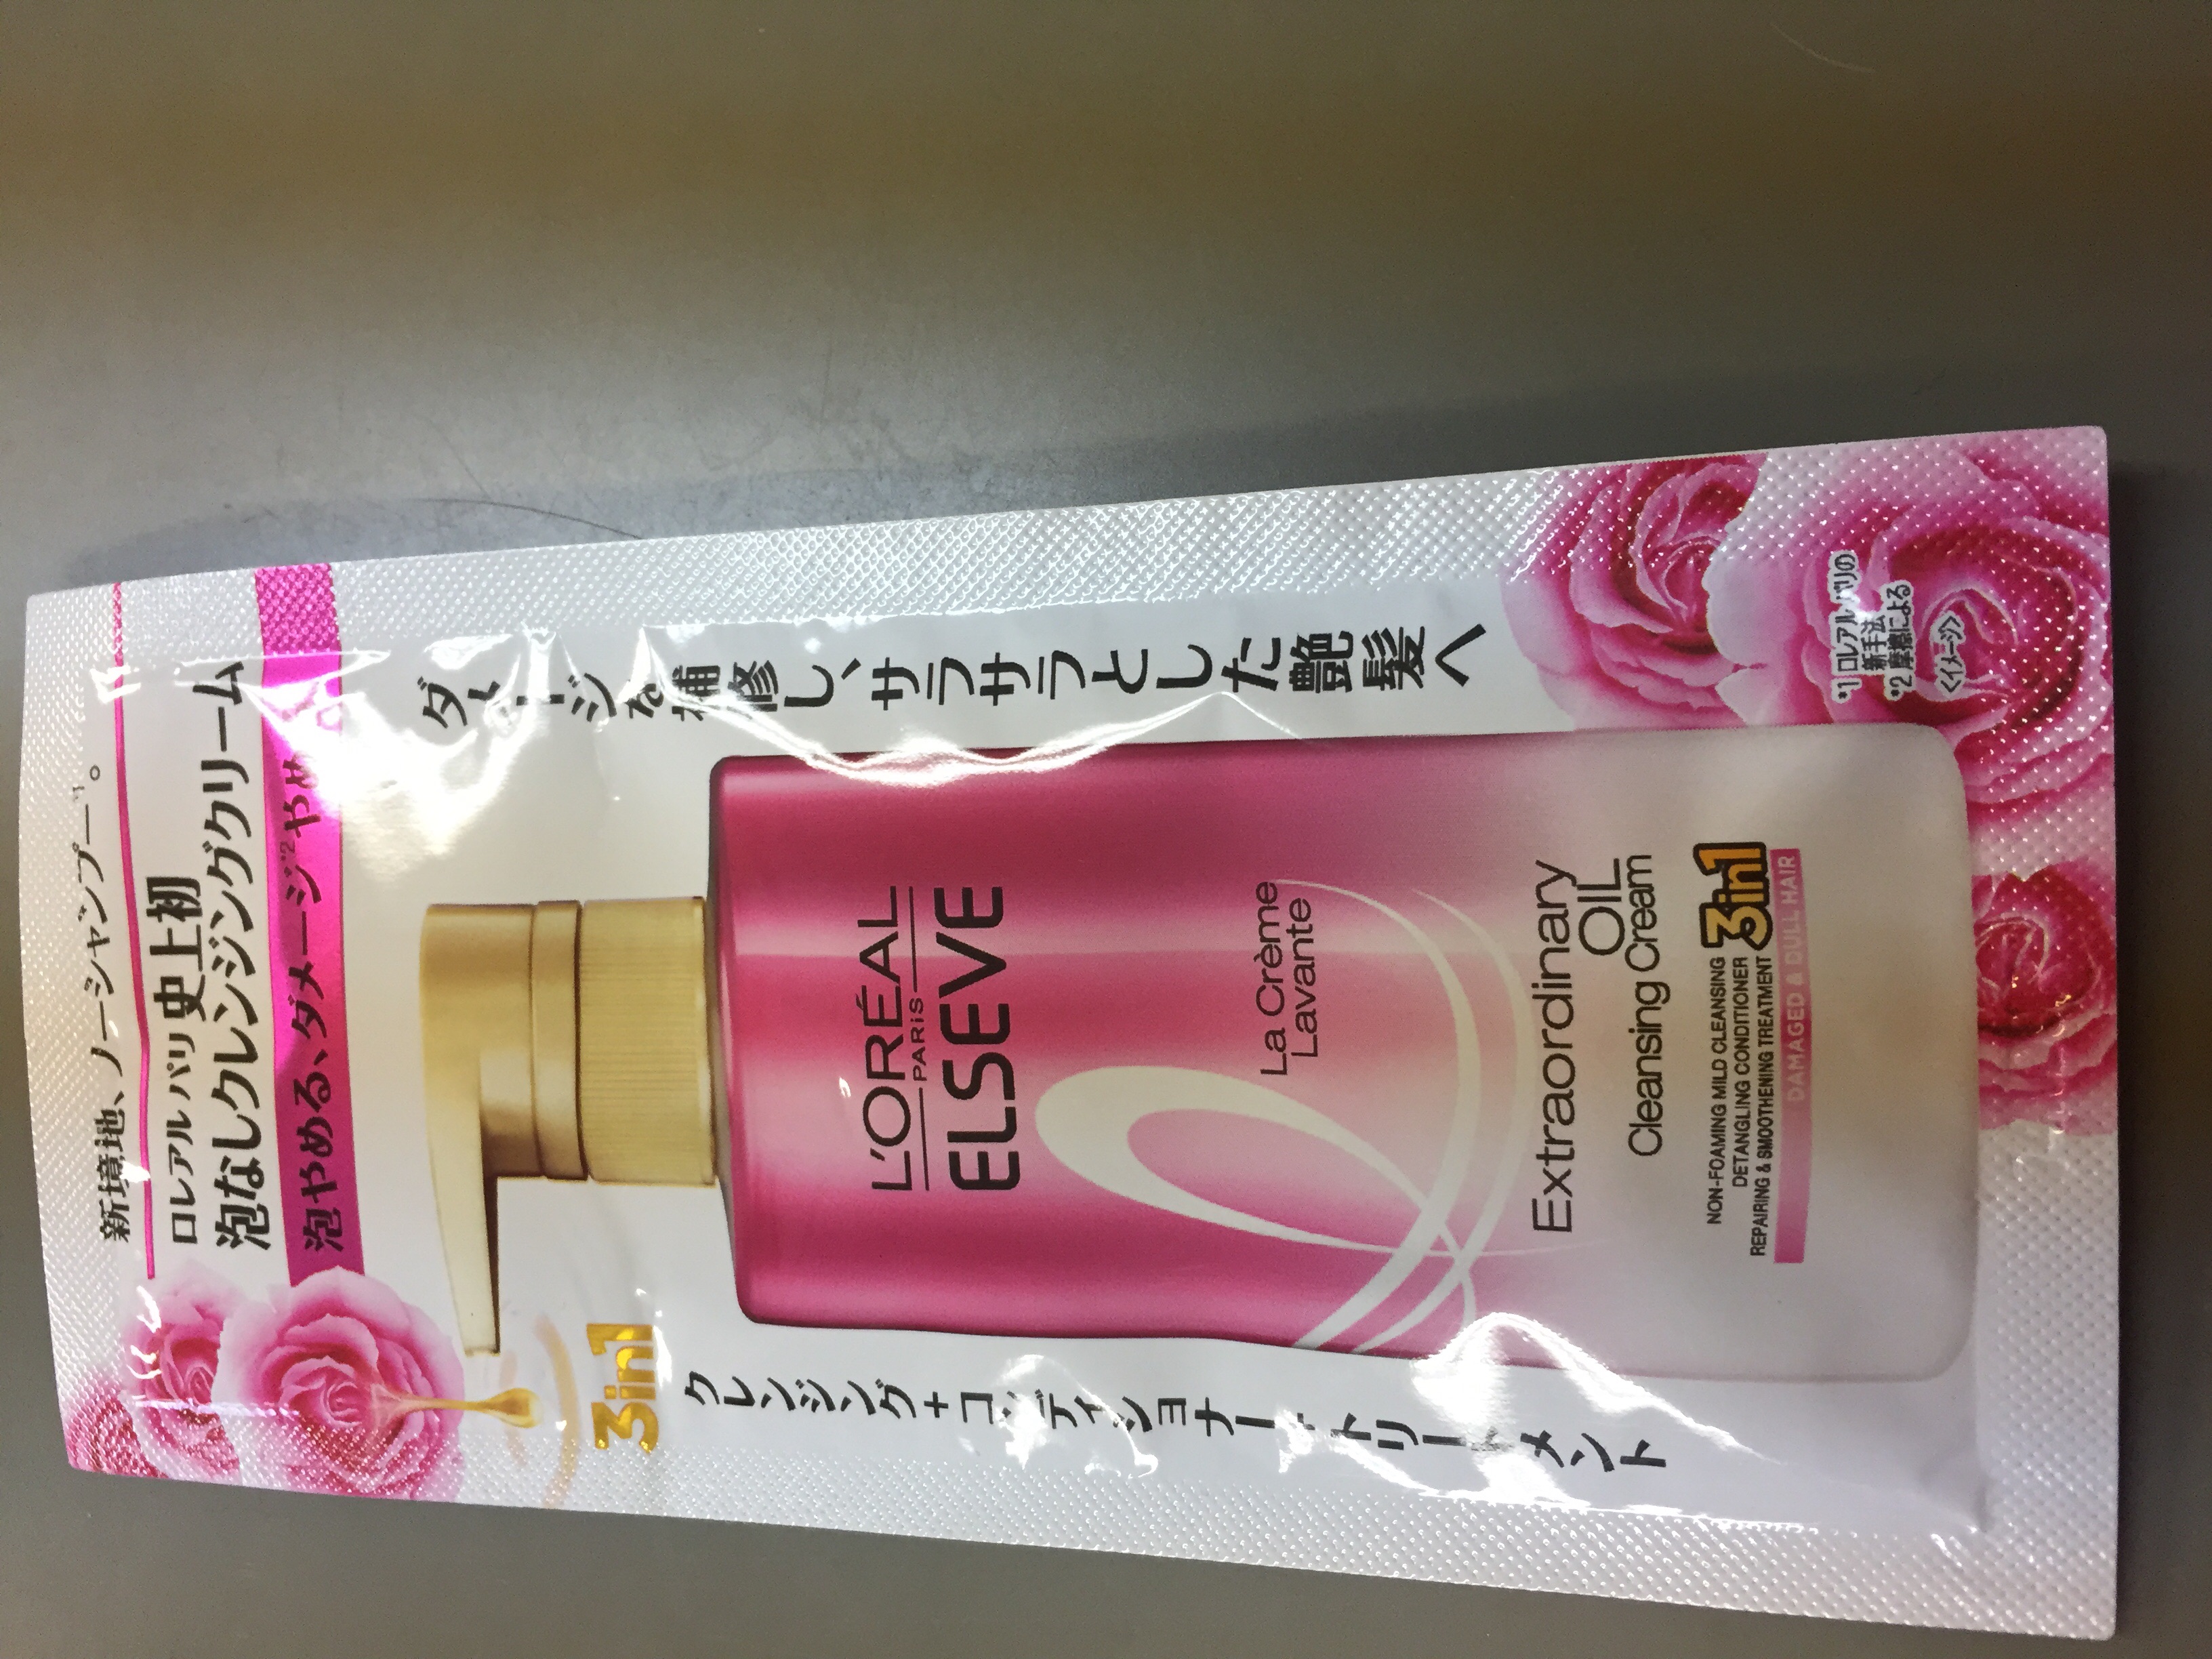 新境地、ノーシャンプー*1。
ロレアル パリ 史上初
泡なしクレンジングクリーム
泡やめる、ダメージ*2やめ
ダメージを補修し、サラサラとした艶髪へ
3in1
クレンジング+コンディショナー+トリートメント
L'ORÉAL
PARIS
ELSEVE
La Crème
Lavante
Extraordinary
OIL
Cleansing Cream
NON-FOAMING MILD CLEANSING
DETANGLING CONDITIONER
REPAIRING & SMOOTHENING TREATMENT
3in1
DAMAGED & DULL HAIR
*1 ロレアル パリの
新手法
*2 摩擦による
<イメージ>